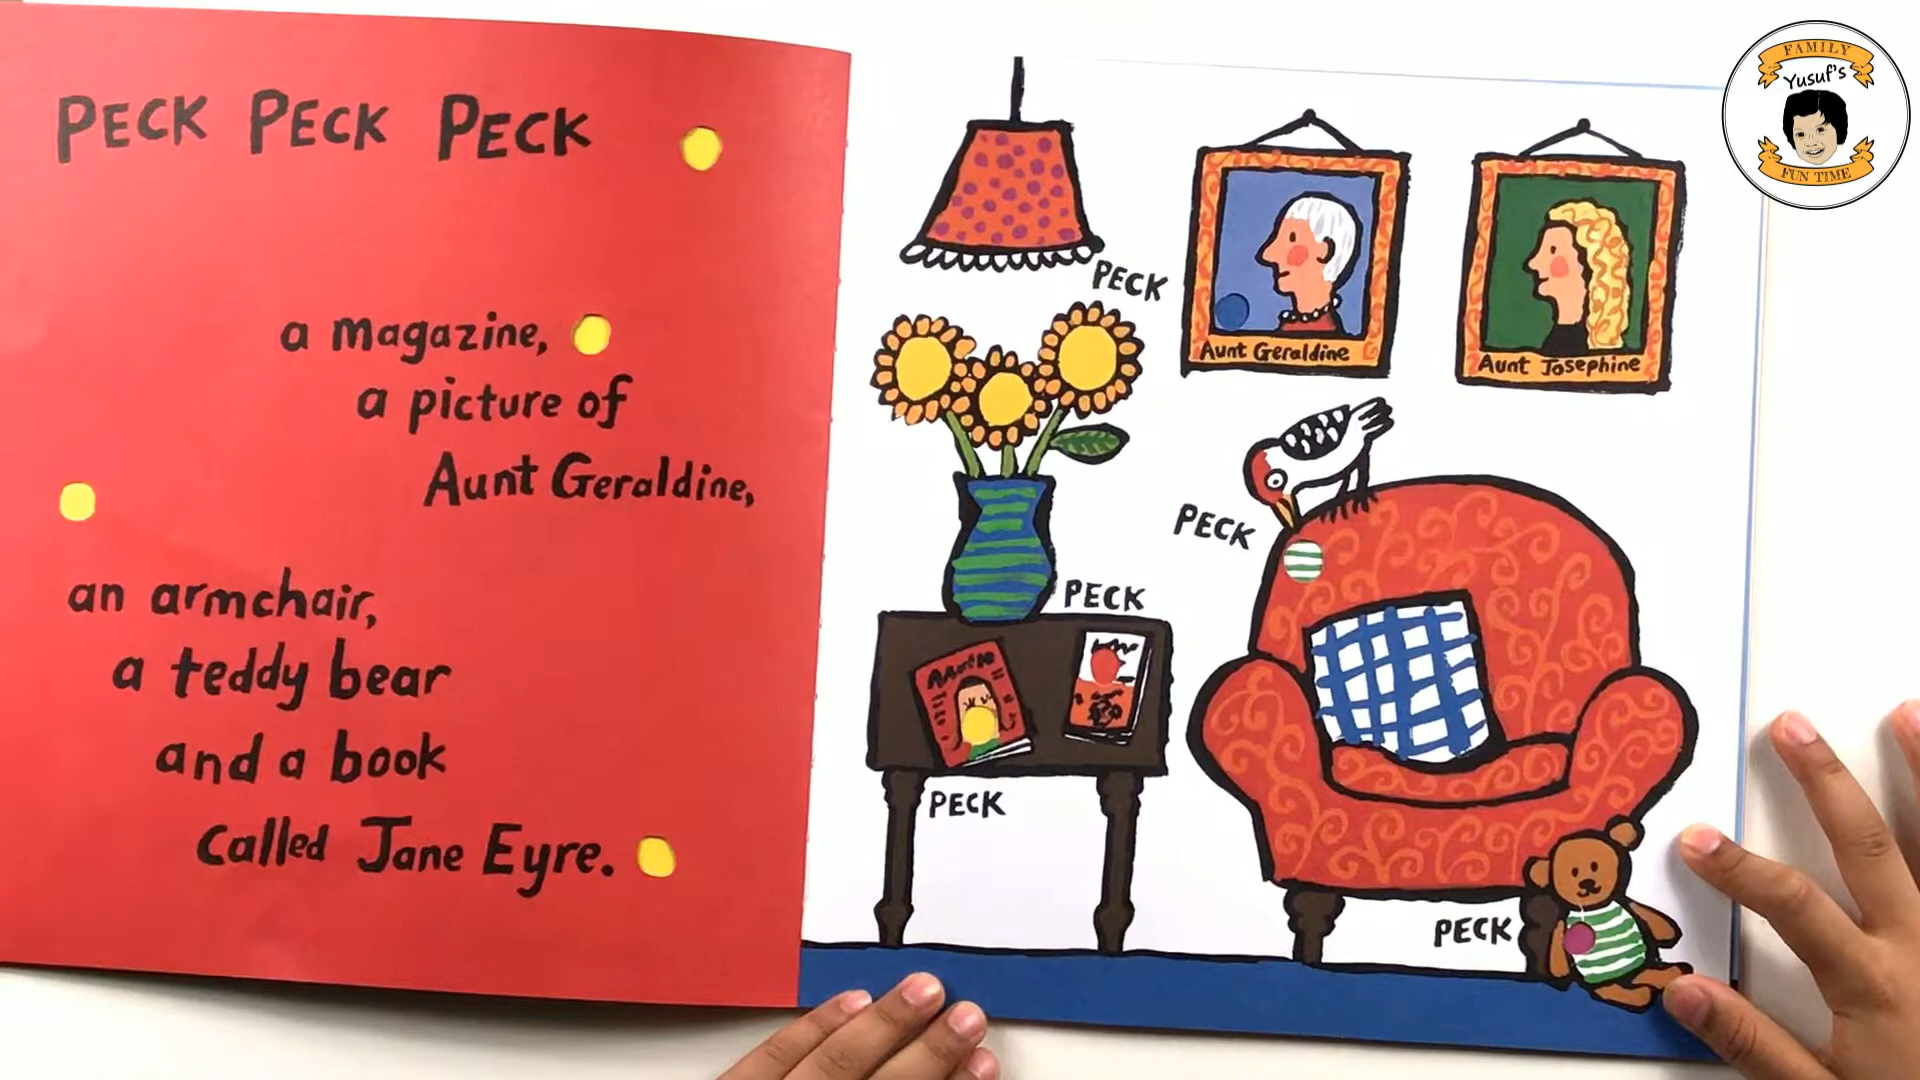 PECK PECK PECK
a magazine,
a picture of
Aunt Geraldine,
an armchair,
a teddy bear
and a book
called Jane Eyre.
PECK
Aunt Geraldine
Aunt Josephine
PECK
PECK
PECK
PECK
FAMILY
Yusuf's
FUN TIME